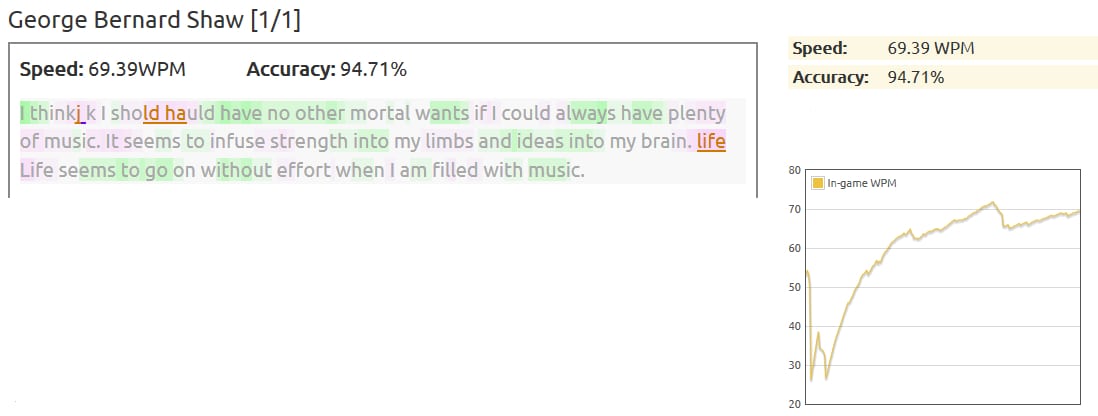 George Bernard Shaw [1/1]
Speed: 69.39WPM Accuracy: 94.71%
I thinkj k I should hauld have no other mortal wants if I could always have plenty
of music. It seems to infuse strength into my limbs and ideas into my brain. life
Life seems to go on without effort when I am filled with music.
Speed: 69.39 WPM
Accuracy: 94.71%
In-game WPM
80
70
60
50
40
30
20